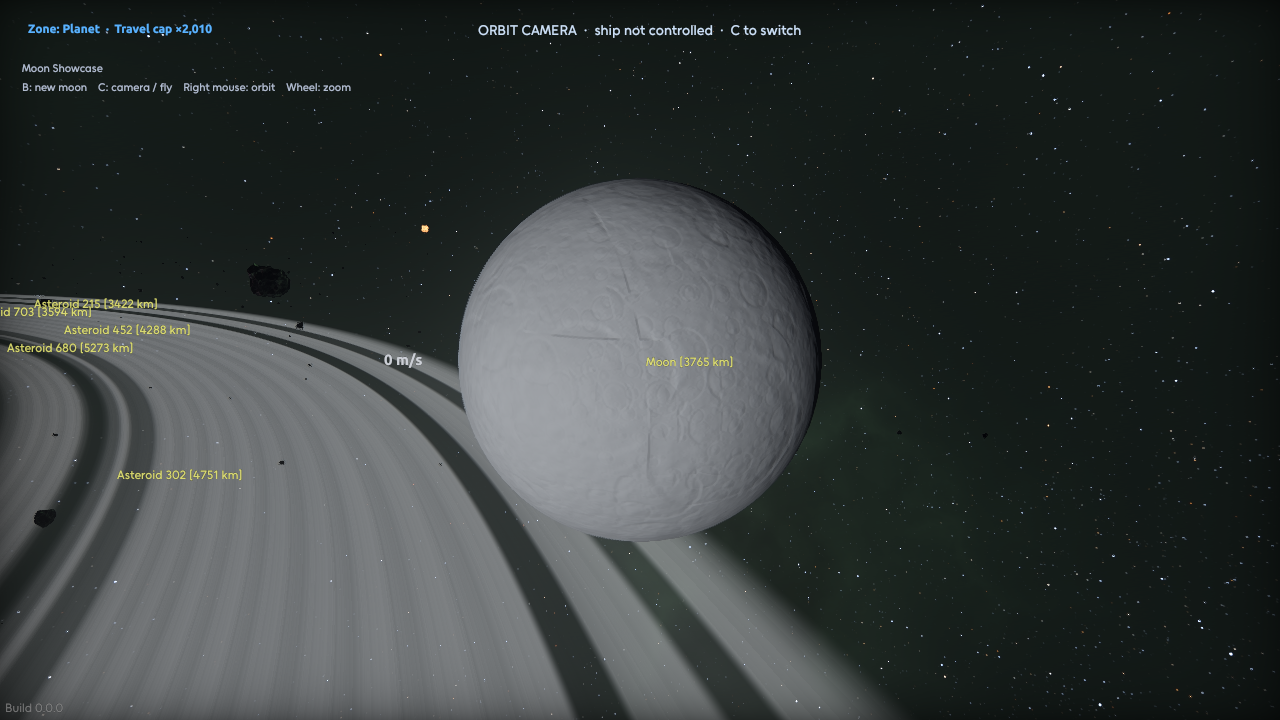 Zone: Planet · Travel cap ×2,010
ORBIT CAMERA · ship not controlled · C to switch
Moon Showcase
B: new moon C: camera / fly Right mouse: orbit Wheel: zoom
Asteroid 215 [3422 km]
id 703 [3594 km]
Asteroid 452 [4288 km]
Asteroid 680 [5273 km]
0 m/s
Moon [3765 km]
Asteroid 302 [4751 km]
Build 0.0.0